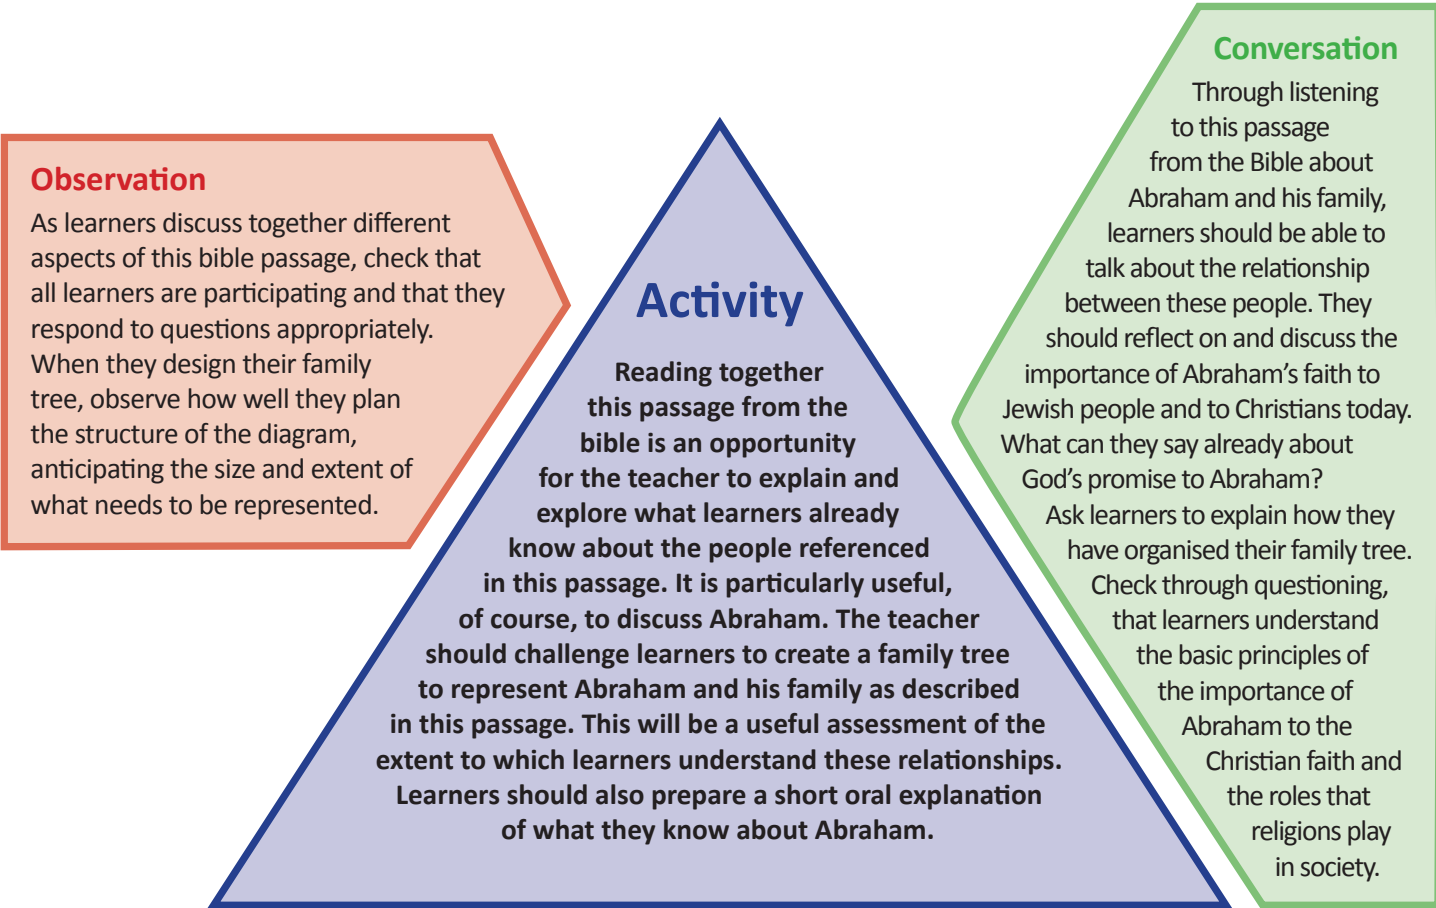 Observation
As learners discuss together different
aspects of this bible passage, check that
all learners are participating and that they
respond to questions appropriately.
When they design their family
tree, observe how well they plan
the structure of the diagram,
anticipating the size and extent of
what needs to be represented.
Activity
Reading together
this passage from the
bible is an opportunity
for the teacher to explain and
explore what learners already
know about the people referenced
in this passage. It is particularly useful,
of course, to discuss Abraham. The teacher
should challenge learners to create a family tree
to represent Abraham and his family as described
in this passage. This will be a useful assessment of the
extent to which learners understand these relationships.
Learners should also prepare a short oral explanation
of what they know about Abraham.
Conversation
Through listening
to this passage
from the Bible about
Abraham and his family,
learners should be able to
talk about the relationship
between these people. They
should reflect on and discuss the
importance of Abraham's faith to
Jewish people and to Christians today.
What can they say already about
God's promise to Abraham?
Ask learners to explain how they
have organised their family tree.
Check through questioning,
that learners understand
the basic principles of
the importance of
Abraham to the
Christian faith and
the roles that
religions play
in society.